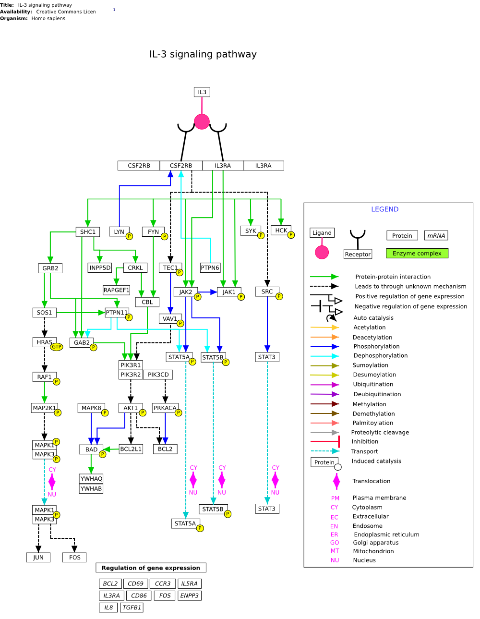 Title: IL-3 signaling pathway
Availability: Creative Commons Licen
Organism: Homo sapiens
IL-3 signaling pathway
IL3
CSF2RB CSF2RB IL3RA IL3RA
SHC1 LYN P FYN P SYK P HCK P
GRB2 INPP5D CRKL TEC P PTPN6
RAPGEF1 JAK2 P JAK1 P SRC P
CBL
SOS1 PTPN11 P VAV1 P
HRAS GTP GAB2 P STAT5A P STAT5B P STAT3
PIK3R1
RAF1 P PIK3R2 PIK3CD
MAP2K1 P MAPK8 P AKT1 P PRKACA P
MAPK1 P BAD P BCL2L1 BCL2
MAPK3 P
CY CY CY CY
YWHAQ
NU NU NU NU
YWHAB
MAPK1 P STAT5B P STAT3
MAPK3 P STAT5A P
JUN FOS
Regulation of gene expression
BCL2 CD69 CCR3 IL5RA
IL3RA CD86 FOS ENPP3
IL8 TGFB1
LEGEND
Ligand
Protein mRNA
Receptor Enzyme complex
Protein-protein interaction
Leads to through unknown mechanism
Positive regulation of gene expression
Negative regulation of gene expression
Auto catalysis
Acetylation
Deacetylation
Phosphorylation
Dephosphorylation
Sumoylation
Desumoylation
Ubiquitination
Deubiquitination
Methylation
Demethylation
Palmitoylation
Proteolytic cleavage
Inhibition
Transport
Protein Induced catalysis
Translocation
PM Plasma membrane
CY Cytoplasm
EC Extracellular
EN Endosome
ER Endoplasmic reticulum
GO Golgi apparatus
MT Mitochondrion
NU Nucleus